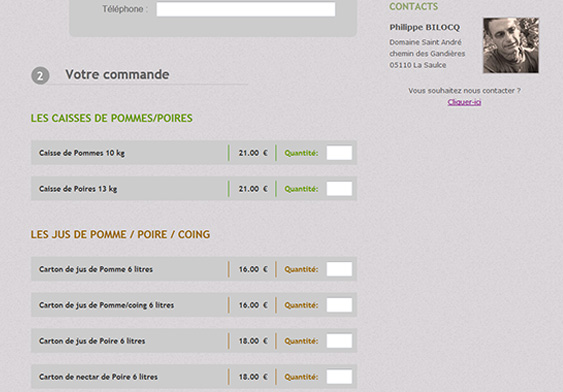 Téléphone :
2 Votre commande
LES CAISSES DE POMMES/POIRES
Caisse de Pommes 10 kg 21.00 € Quantité:
Caisse de Poires 13 kg 21.00 € Quantité:
LES JUS DE POMME / POIRE / COING
Carton de jus de Pomme 6 litres 16.00 € Quantité:
Carton de jus de Pomme/coing 6 litres 16.00 € Quantité:
Carton de jus de Poire 6 litres 18.00 € Quantité:
Carton de nectar de Poire 6 litres 18.00 € Quantité:
CONTACTS
Philippe BILOCQ
Domaine Saint André
chemin des Gandières
05110 La Saulce
Vous souhaitez nous contacter ?
Cliquer-ici